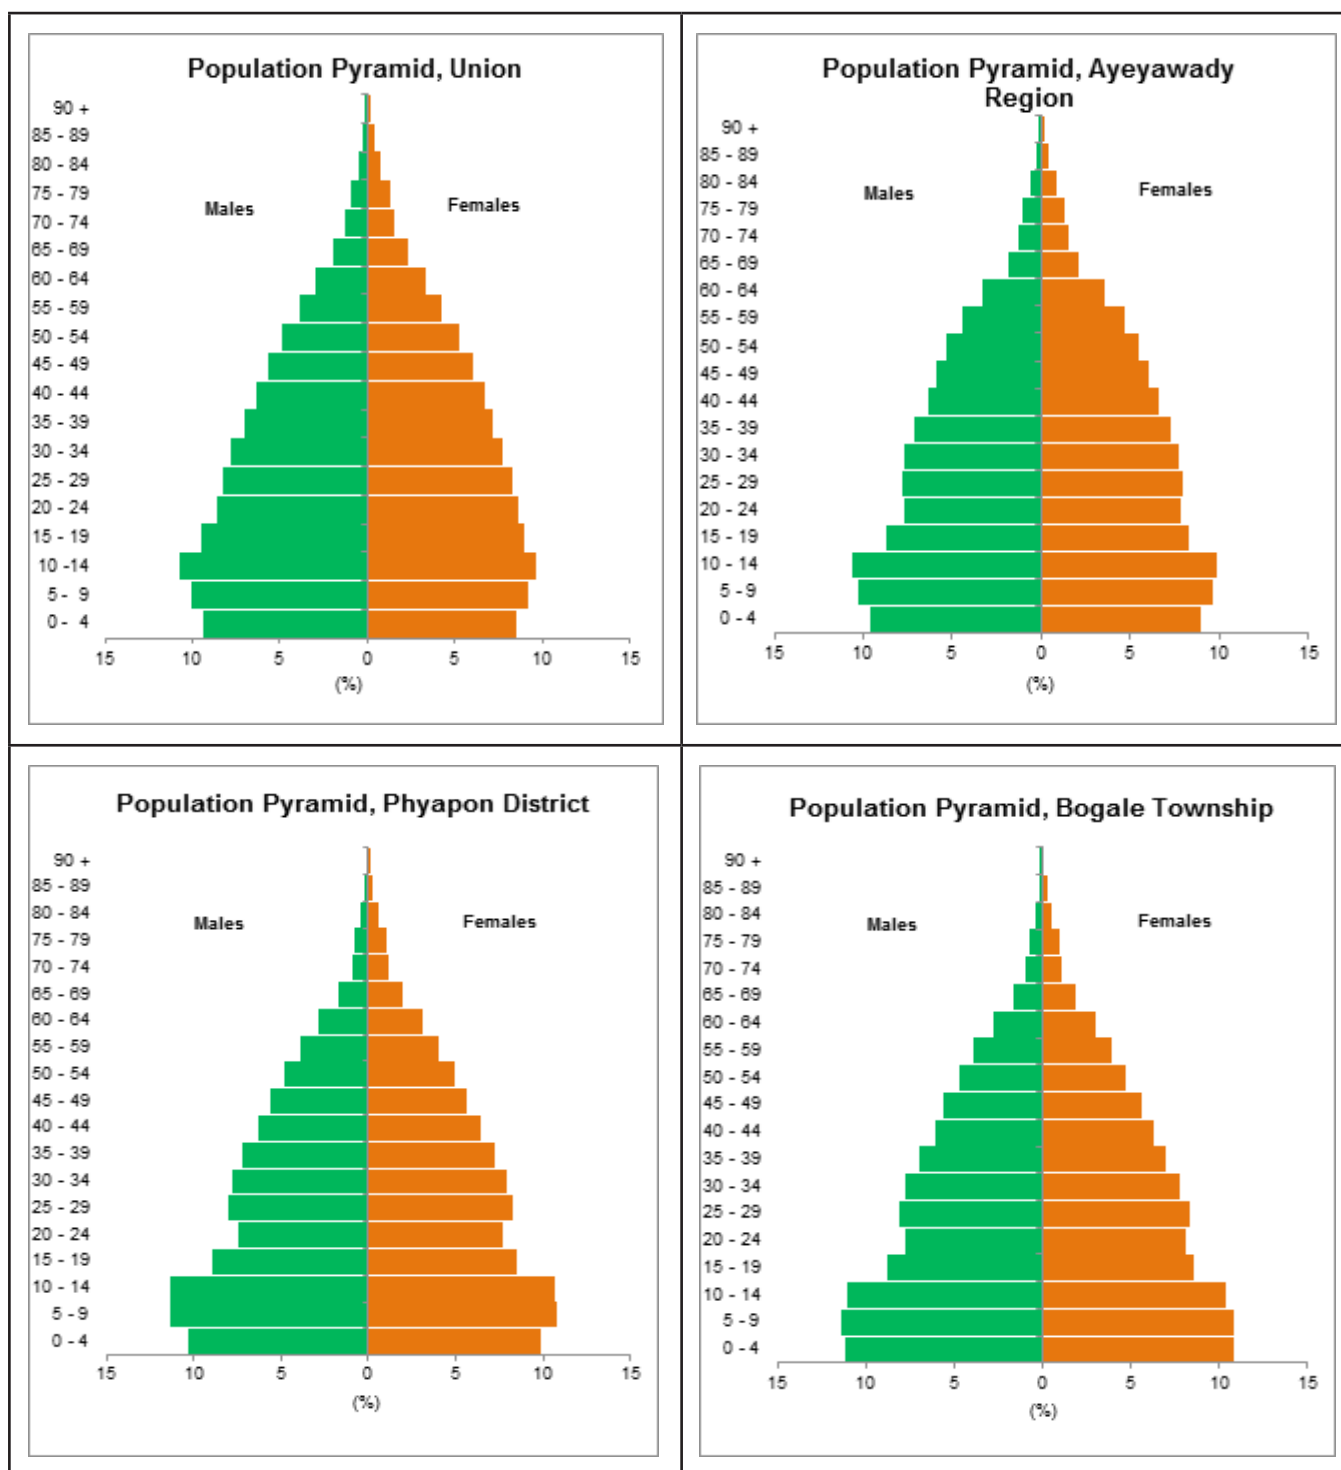 Population Pyramid, Union
90 +
85 - 89
80 - 84
75 - 79
70 - 74
65 - 69
60 - 64
55 - 59
50 - 54
45 - 49
40 - 44
35 - 39
30 - 34
25 - 29
20 - 24
15 - 19
10 -14
5 - 9
0 - 4
Males
Females
15 10 5 0 5 10 15
(%)
Population Pyramid, Ayeyawady
Region
90 +
85 - 89
80 - 84
75 - 79
70 - 74
65 - 69
60 - 64
55 - 59
50 - 54
45 - 49
40 - 44
35 - 39
30 - 34
25 - 29
20 - 24
15 - 19
10 - 14
5 - 9
0 - 4
Males
Females
15 10 5 0 5 10 15
(%)
Population Pyramid, Phyapon District
90 +
85 - 89
80 - 84
75 - 79
70 - 74
65 - 69
60 - 64
55 - 59
50 - 54
45 - 49
40 - 44
35 - 39
30 - 34
25 - 29
20 - 24
15 - 19
10 - 14
5 - 9
0 - 4
Males
Females
15 10 5 0 5 10 15
(%)
Population Pyramid, Bogale Township
90 +
85 - 89
80 - 84
75 - 79
70 - 74
65 - 69
60 - 64
55 - 59
50 - 54
45 - 49
40 - 44
35 - 39
30 - 34
25 - 29
20 - 24
15 - 19
10 - 14
5 - 9
0 - 4
Males
Females
15 10 5 0 5 10 15
(%)